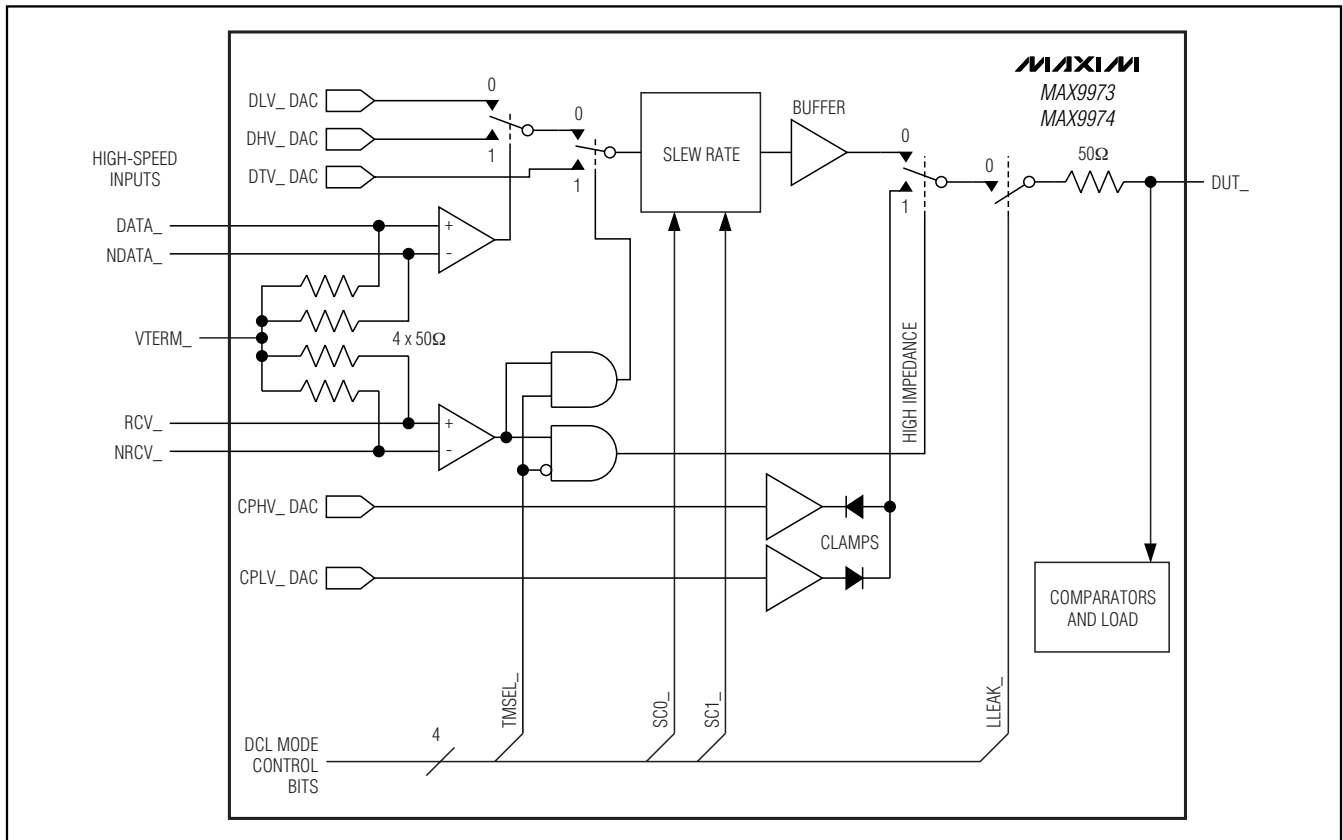 MAXIM
MAX9973
MAX9974
DLV_ DAC
0
DHV_ DAC
1
DTV_ DAC
0
1
SLEW RATE
BUFFER
0
1
0
50Ω
DUT_
HIGH-SPEED
INPUTS
DATA_
+
NDATA_
-
VTERM_
4 x 50Ω
RCV_
+
NRCV_
-
HIGH IMPEDANCE
CPHV_ DAC
CLAMPS
CPLV_ DAC
COMPARATORS
AND LOAD
TMSEL_
SC0_
SC1_
LLEAK_
DCL MODE
CONTROL
BITS
4